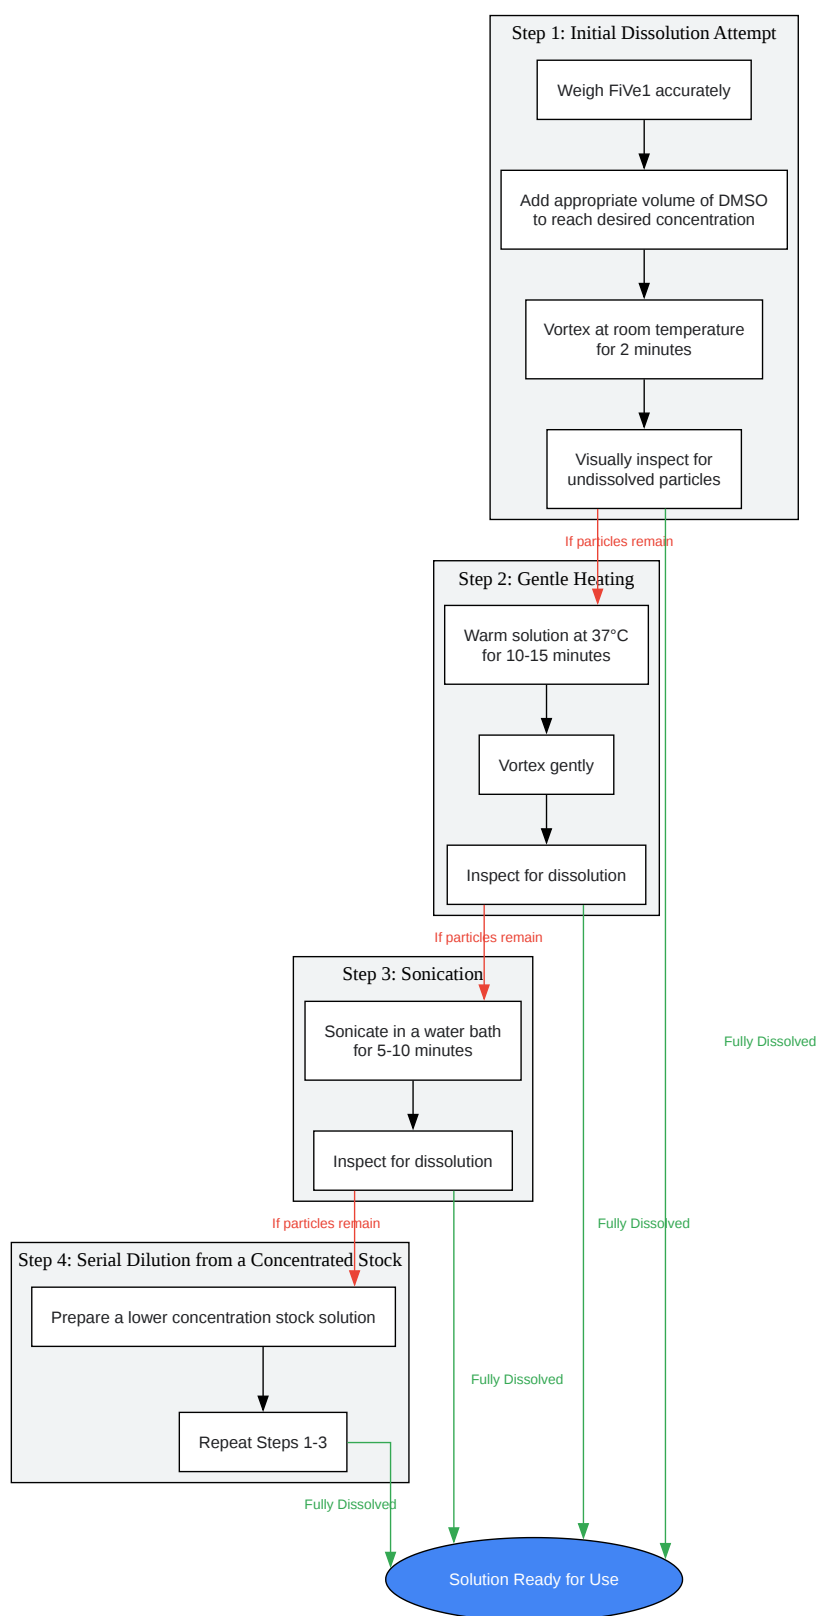 Step 1: Initial Dissolution Attempt
Weigh FiVe1 accurately
Add appropriate volume of DMSO
to reach desired concentration
Vortex at room temperature
for 2 minutes
Visually inspect for
undissolved particles
If particles remain
Step 2: Gentle Heating
Warm solution at 37°C
for 10-15 minutes
Vortex gently
Inspect for dissolution
If particles remain
Step 3: Sonication
Sonicate in a water bath
for 5-10 minutes
Fully Dissolved
Inspect for dissolution
If particles remain
Fully Dissolved
Step 4: Serial Dilution from a Concentrated Stock
Prepare a lower concentration stock solution
Fully Dissolved
Repeat Steps 1-3
Fully Dissolved
Solution Ready for Use